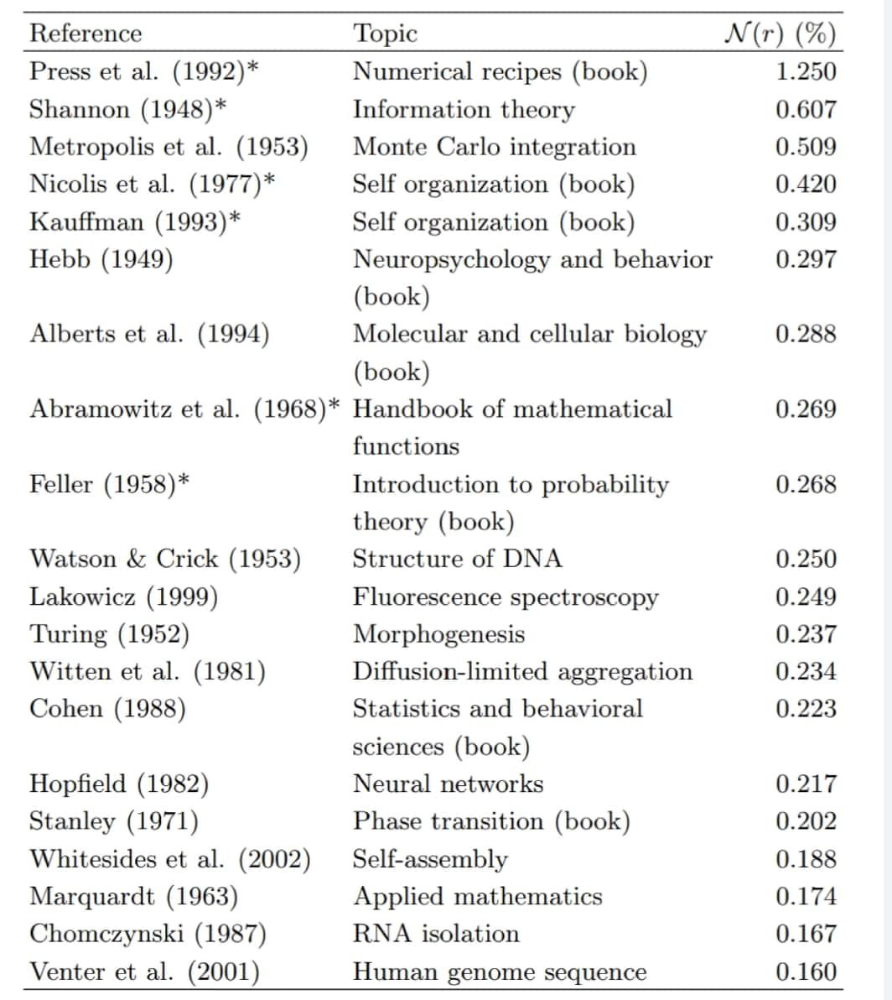 Reference Topic N(r) (%)
Press et al. (1992)* Numerical recipes (book) 1.250
Shannon (1948)* Information theory 0.607
Metropolis et al. (1953) Monte Carlo integration 0.509
Nicolis et al. (1977)* Self organization (book) 0.420
Kauffman (1993)* Self organization (book) 0.309
Hebb (1949) Neuropsychology and behavior 0.297
(book)
Alberts et al. (1994) Molecular and cellular biology 0.288
(book)
Abramowitz et al. (1968)* Handbook of mathematical 0.269
functions
Feller (1958)* Introduction to probability 0.268
theory (book)
Watson & Crick (1953) Structure of DNA 0.250
Lakowicz (1999) Fluorescence spectroscopy 0.249
Turing (1952) Morphogenesis 0.237
Witten et al. (1981) Diffusion-limited aggregation 0.234
Cohen (1988) Statistics and behavioral 0.223
sciences (book)
Hopfield (1982) Neural networks 0.217
Stanley (1971) Phase transition (book) 0.202
Whitesides et al. (2002) Self-assembly 0.188
Marquardt (1963) Applied mathematics 0.174
Chomczynski (1987) RNA isolation 0.167
Venter et al. (2001) Human genome sequence 0.160